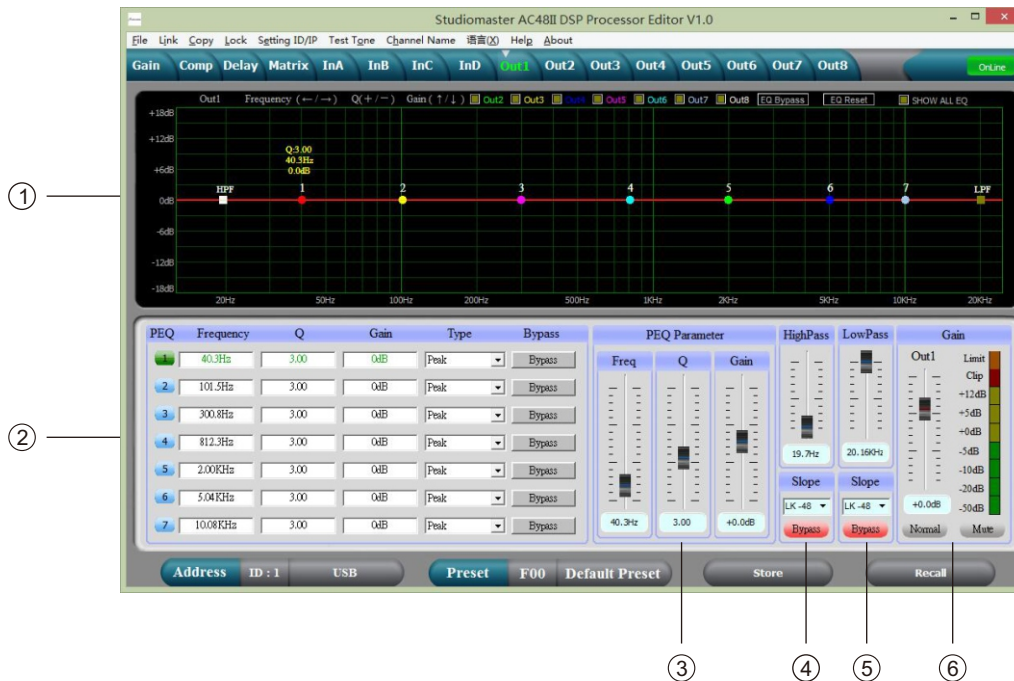 Studiomaster AC48II DSP Processor Editor V1.0
File Link Copy Lock Setting ID/IP Test Tone Channel Name 语言(X) Help About
Gain Comp Delay Matrix InA InB InC InD Out1 Out2 Out3 Out4 Out5 Out6 Out7 Out8 OnLine
Out1 Frequency (←/→) Q(+/−) Gain(↑/↓) Out2 Out3 Out4 Out5 Out6 Out7 Out8 EQ Bypass EQ Reset SHOW ALL EQ
+18dB
+12dB
Q:3.00
40.3Hz
+6dB 0.0dB
HPF 1 2 3 4 5 6 7 LPF
① 0dB
-6dB
-12dB
-18dB
20Hz 50Hz 100Hz 200Hz 500Hz 1KHz 2KHz 5KHz 10KHz 20KHz
PEQ Frequency Q Gain Type Bypass
1 40.3Hz 3.00 0dB Peak Bypass
2 101.5Hz 3.00 0dB Peak Bypass
3 300.8Hz 3.00 0dB Peak Bypass
② 4 812.3Hz 3.00 0dB Peak Bypass
5 2.00KHz 3.00 0dB Peak Bypass
6 5.04KHz 3.00 0dB Peak Bypass
7 10.08KHz 3.00 0dB Peak Bypass
PEQ Parameter
Freq Q Gain
40.3Hz 3.00 +0.0dB
HighPass LowPass
19.7Hz 20.16KHz
Slope Slope
LK-48 LK-48
Bypass Bypass
Gain
Out1 Limit
Clip
+12dB
+5dB
+0dB
-5dB
-10dB
-20dB
+0.0dB -50dB
Normal Mute
Address ID : 1 USB Preset F00 Default Preset Store Recall
③ ④ ⑤ ⑥